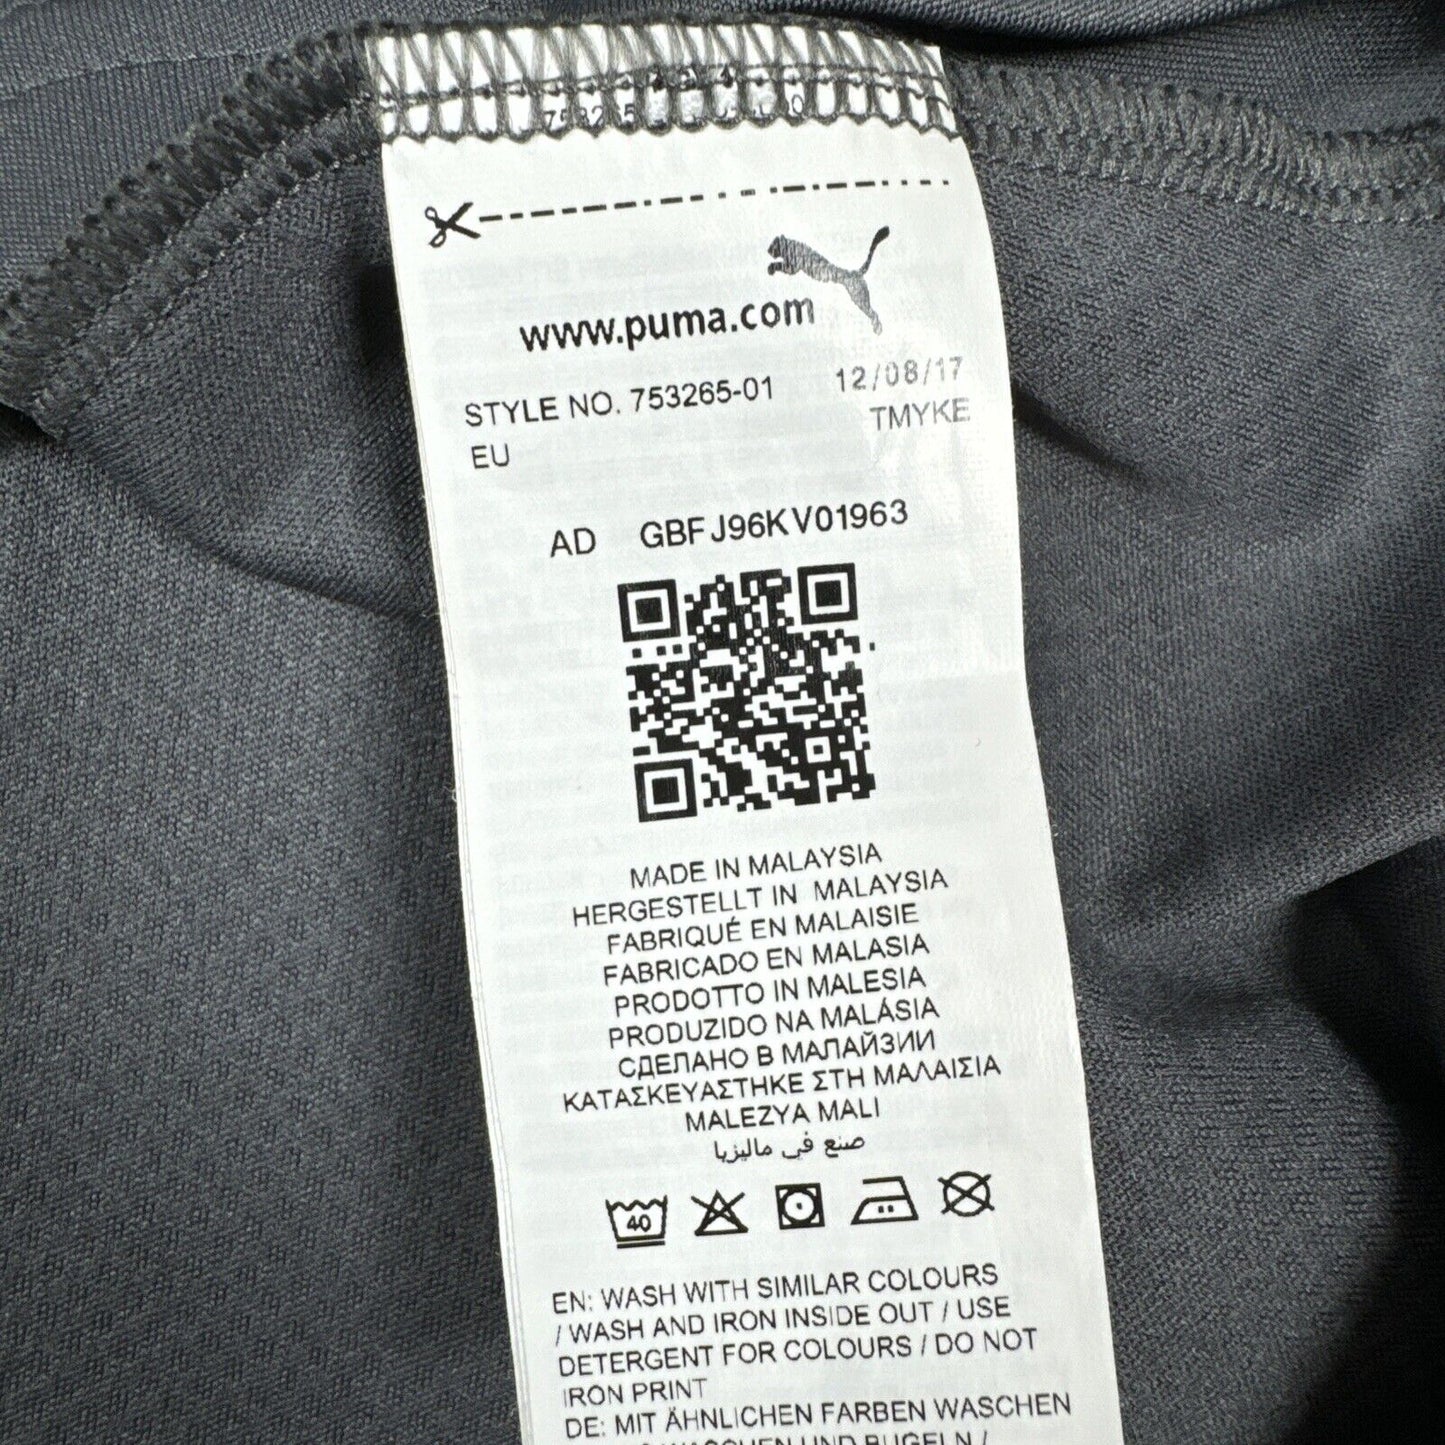 www.puma.com
STYLE NO. 753265-01 12/08/17
EU TMYKE
AD GBFJ96KV01963
MADE IN MALAYSIA
HERGESTELLT IN MALAYSIA
FABRIQUÉ EN MALAISIE
FABRICADO EN MALASIA
PRODOTTO IN MALESIA
PRODUZIDO NA MALÁSIA
СДЕЛАНО В МАЛАЙЗИИ
ΚΑΤΑΣΚΕΥΑΣΤΗΚΕ ΣΤΗ ΜΑΛΑΙΣΙΑ
MALEZYA MALI
صنع في ماليزيا
40
EN: WASH WITH SIMILAR COLOURS
/ WASH AND IRON INSIDE OUT / USE
DETERGENT FOR COLOURS / DO NOT
IRON PRINT
DE: MIT ÄHNLICHEN FARBEN WASCHEN
WASCHEN UND BÜGELN /